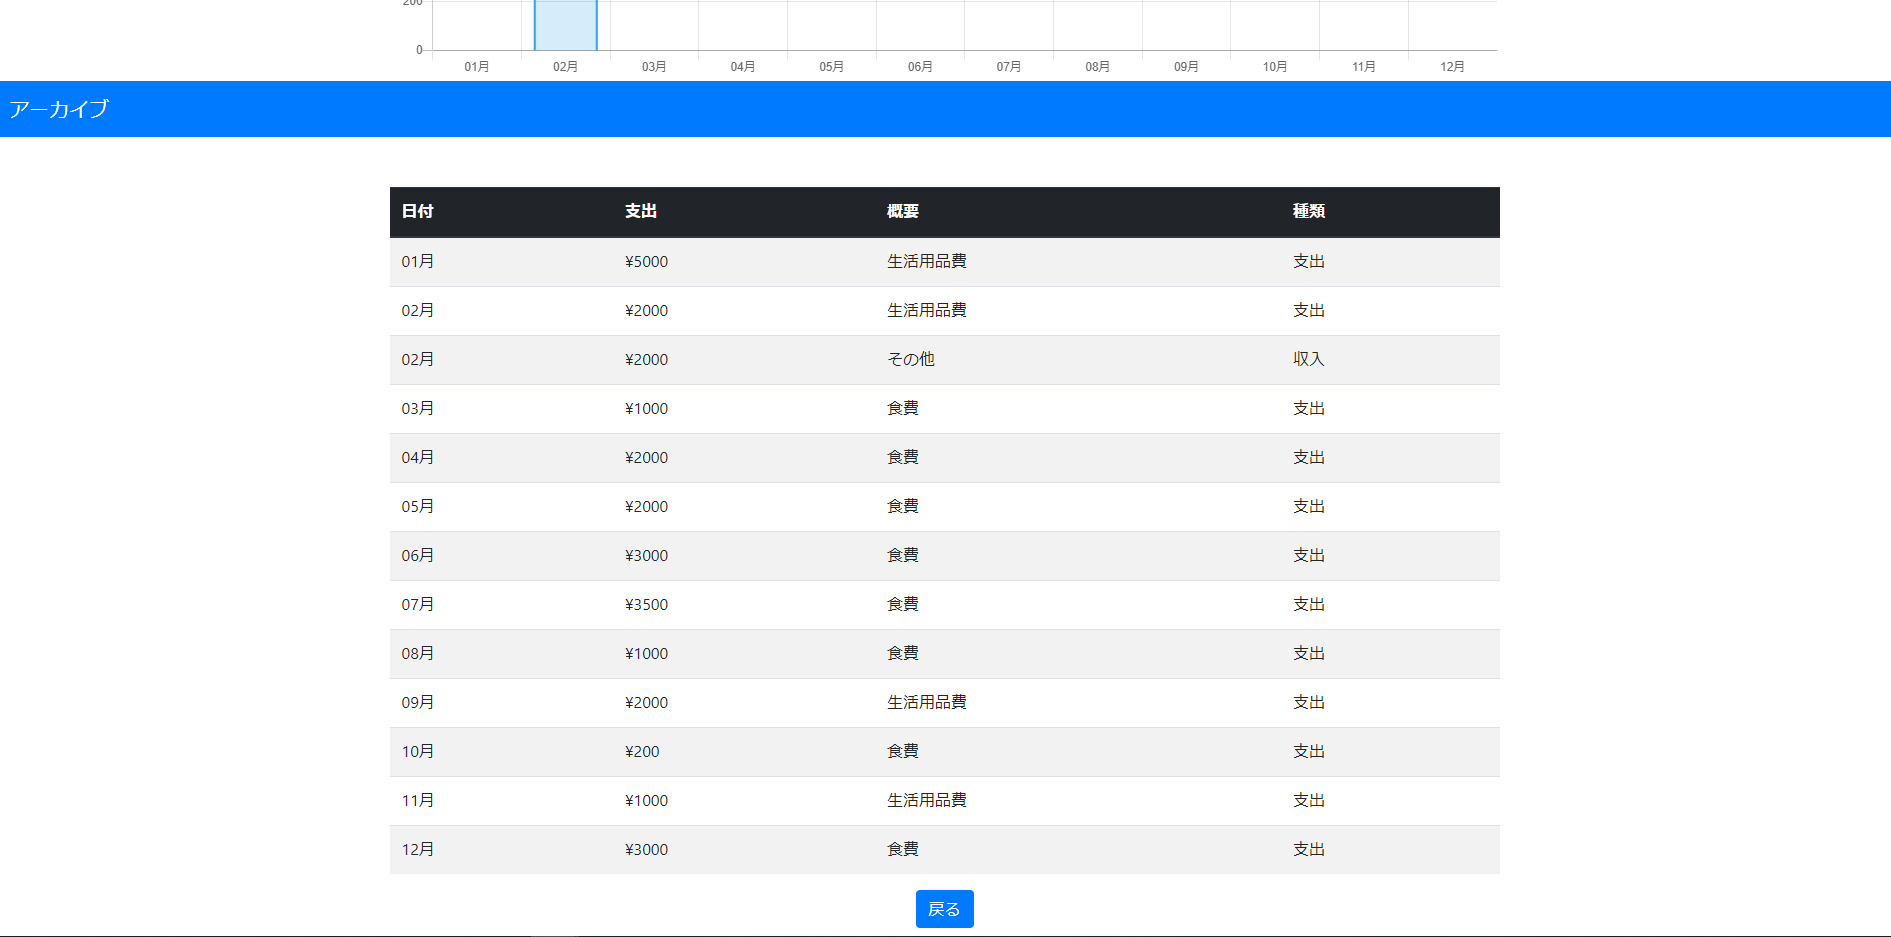 200
0
01月 02月 03月 04月 05月 06月 07月 08月 09月 10月 11月 12月
アーカイブ
日付 支出 概要 種類
01月 ¥5000 生活用品費 支出
02月 ¥2000 生活用品費 支出
02月 ¥2000 その他 収入
03月 ¥1000 食費 支出
04月 ¥2000 食費 支出
05月 ¥2000 食費 支出
06月 ¥3000 食費 支出
07月 ¥3500 食費 支出
08月 ¥1000 食費 支出
09月 ¥2000 生活用品費 支出
10月 ¥200 食費 支出
11月 ¥1000 生活用品費 支出
12月 ¥3000 食費 支出
戻る